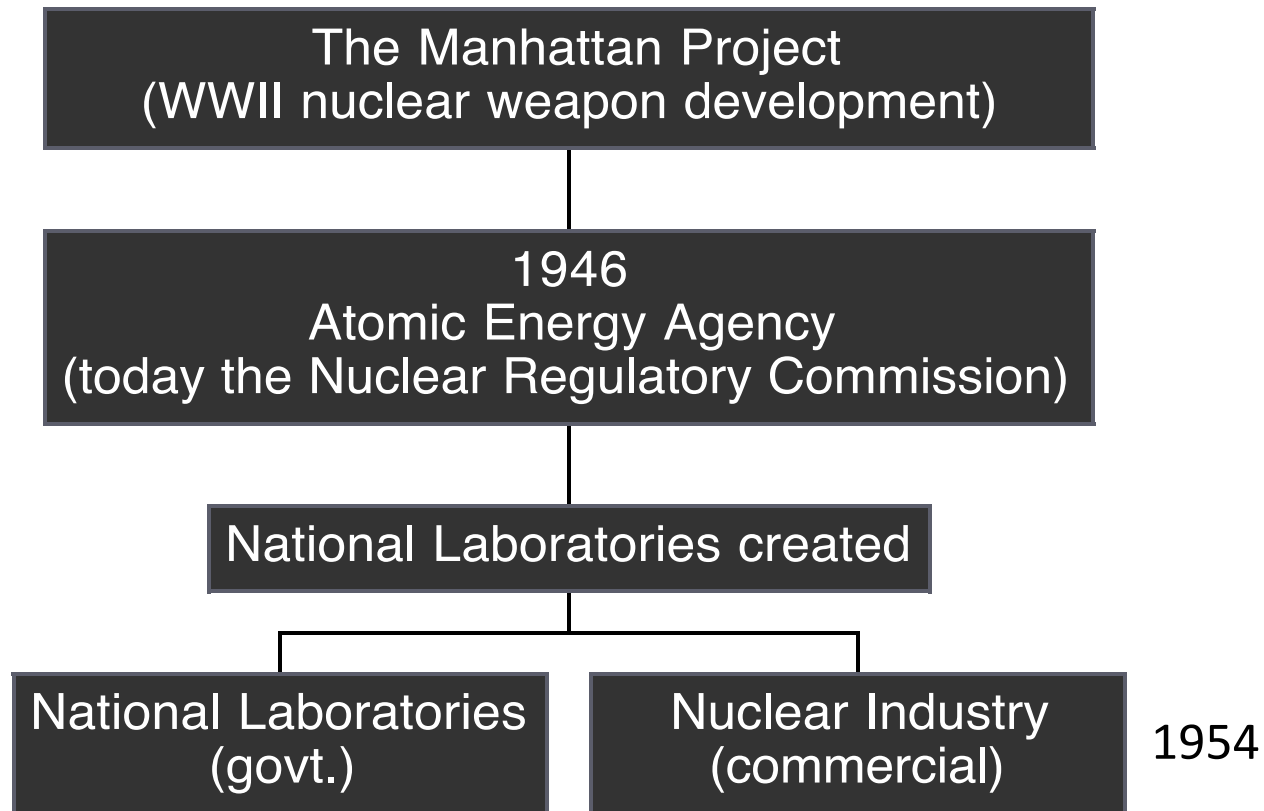 The Manhattan Project
(WWII nuclear weapon development)
1946
Atomic Energy Agency
(today the Nuclear Regulatory Commission)
National Laboratories created
National Laboratories
(govt.)
Nuclear Industry
(commercial)
1954